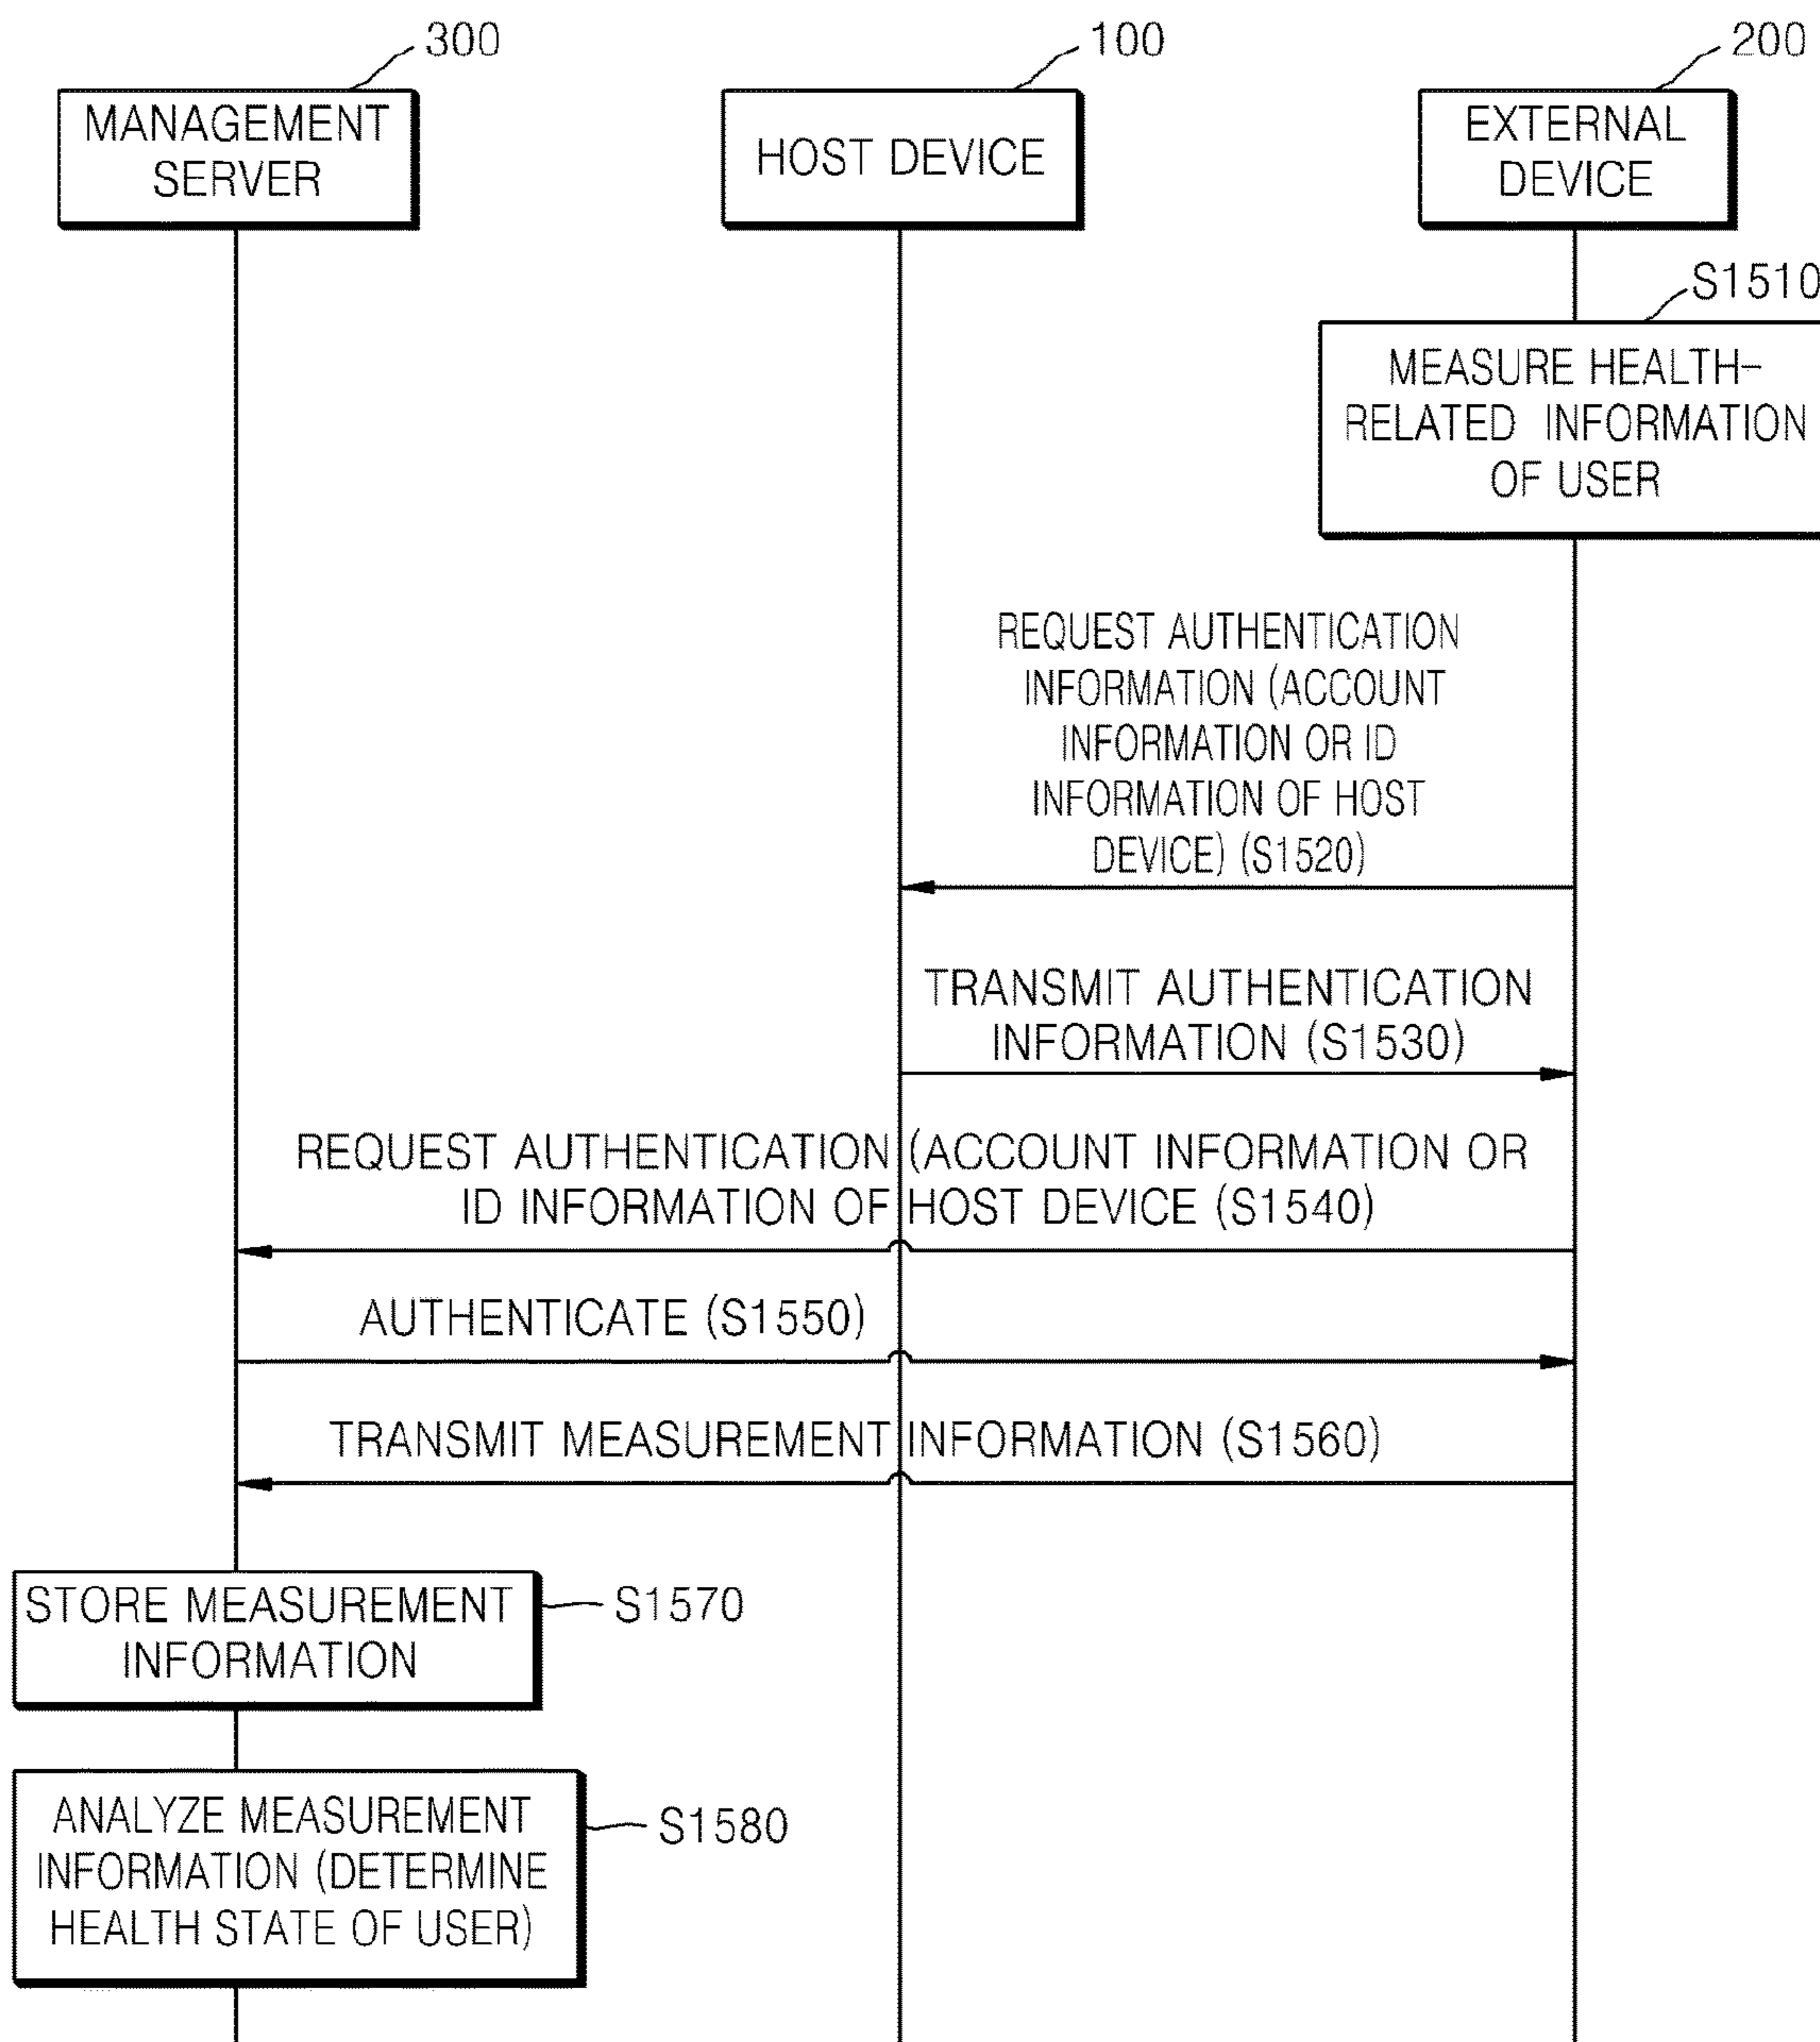 300
100
200
MANAGEMENT
SERVER
HOST DEVICE
EXTERNAL
DEVICE
S1510
MEASURE HEALTH-
RELATED INFORMATION
OF USER
REQUEST AUTHENTICATION
INFORMATION (ACCOUNT
INFORMATION OR ID
INFORMATION OF HOST
DEVICE) (S1520)
TRANSMIT AUTHENTICATION
INFORMATION (S1530)
REQUEST AUTHENTICATION (ACCOUNT INFORMATION OR
ID INFORMATION OF HOST DEVICE (S1540)
AUTHENTICATE (S1550)
TRANSMIT MEASUREMENT INFORMATION (S1560)
STORE MEASUREMENT
INFORMATION
S1570
ANALYZE MEASUREMENT
INFORMATION (DETERMINE
HEALTH STATE OF USER)
S1580